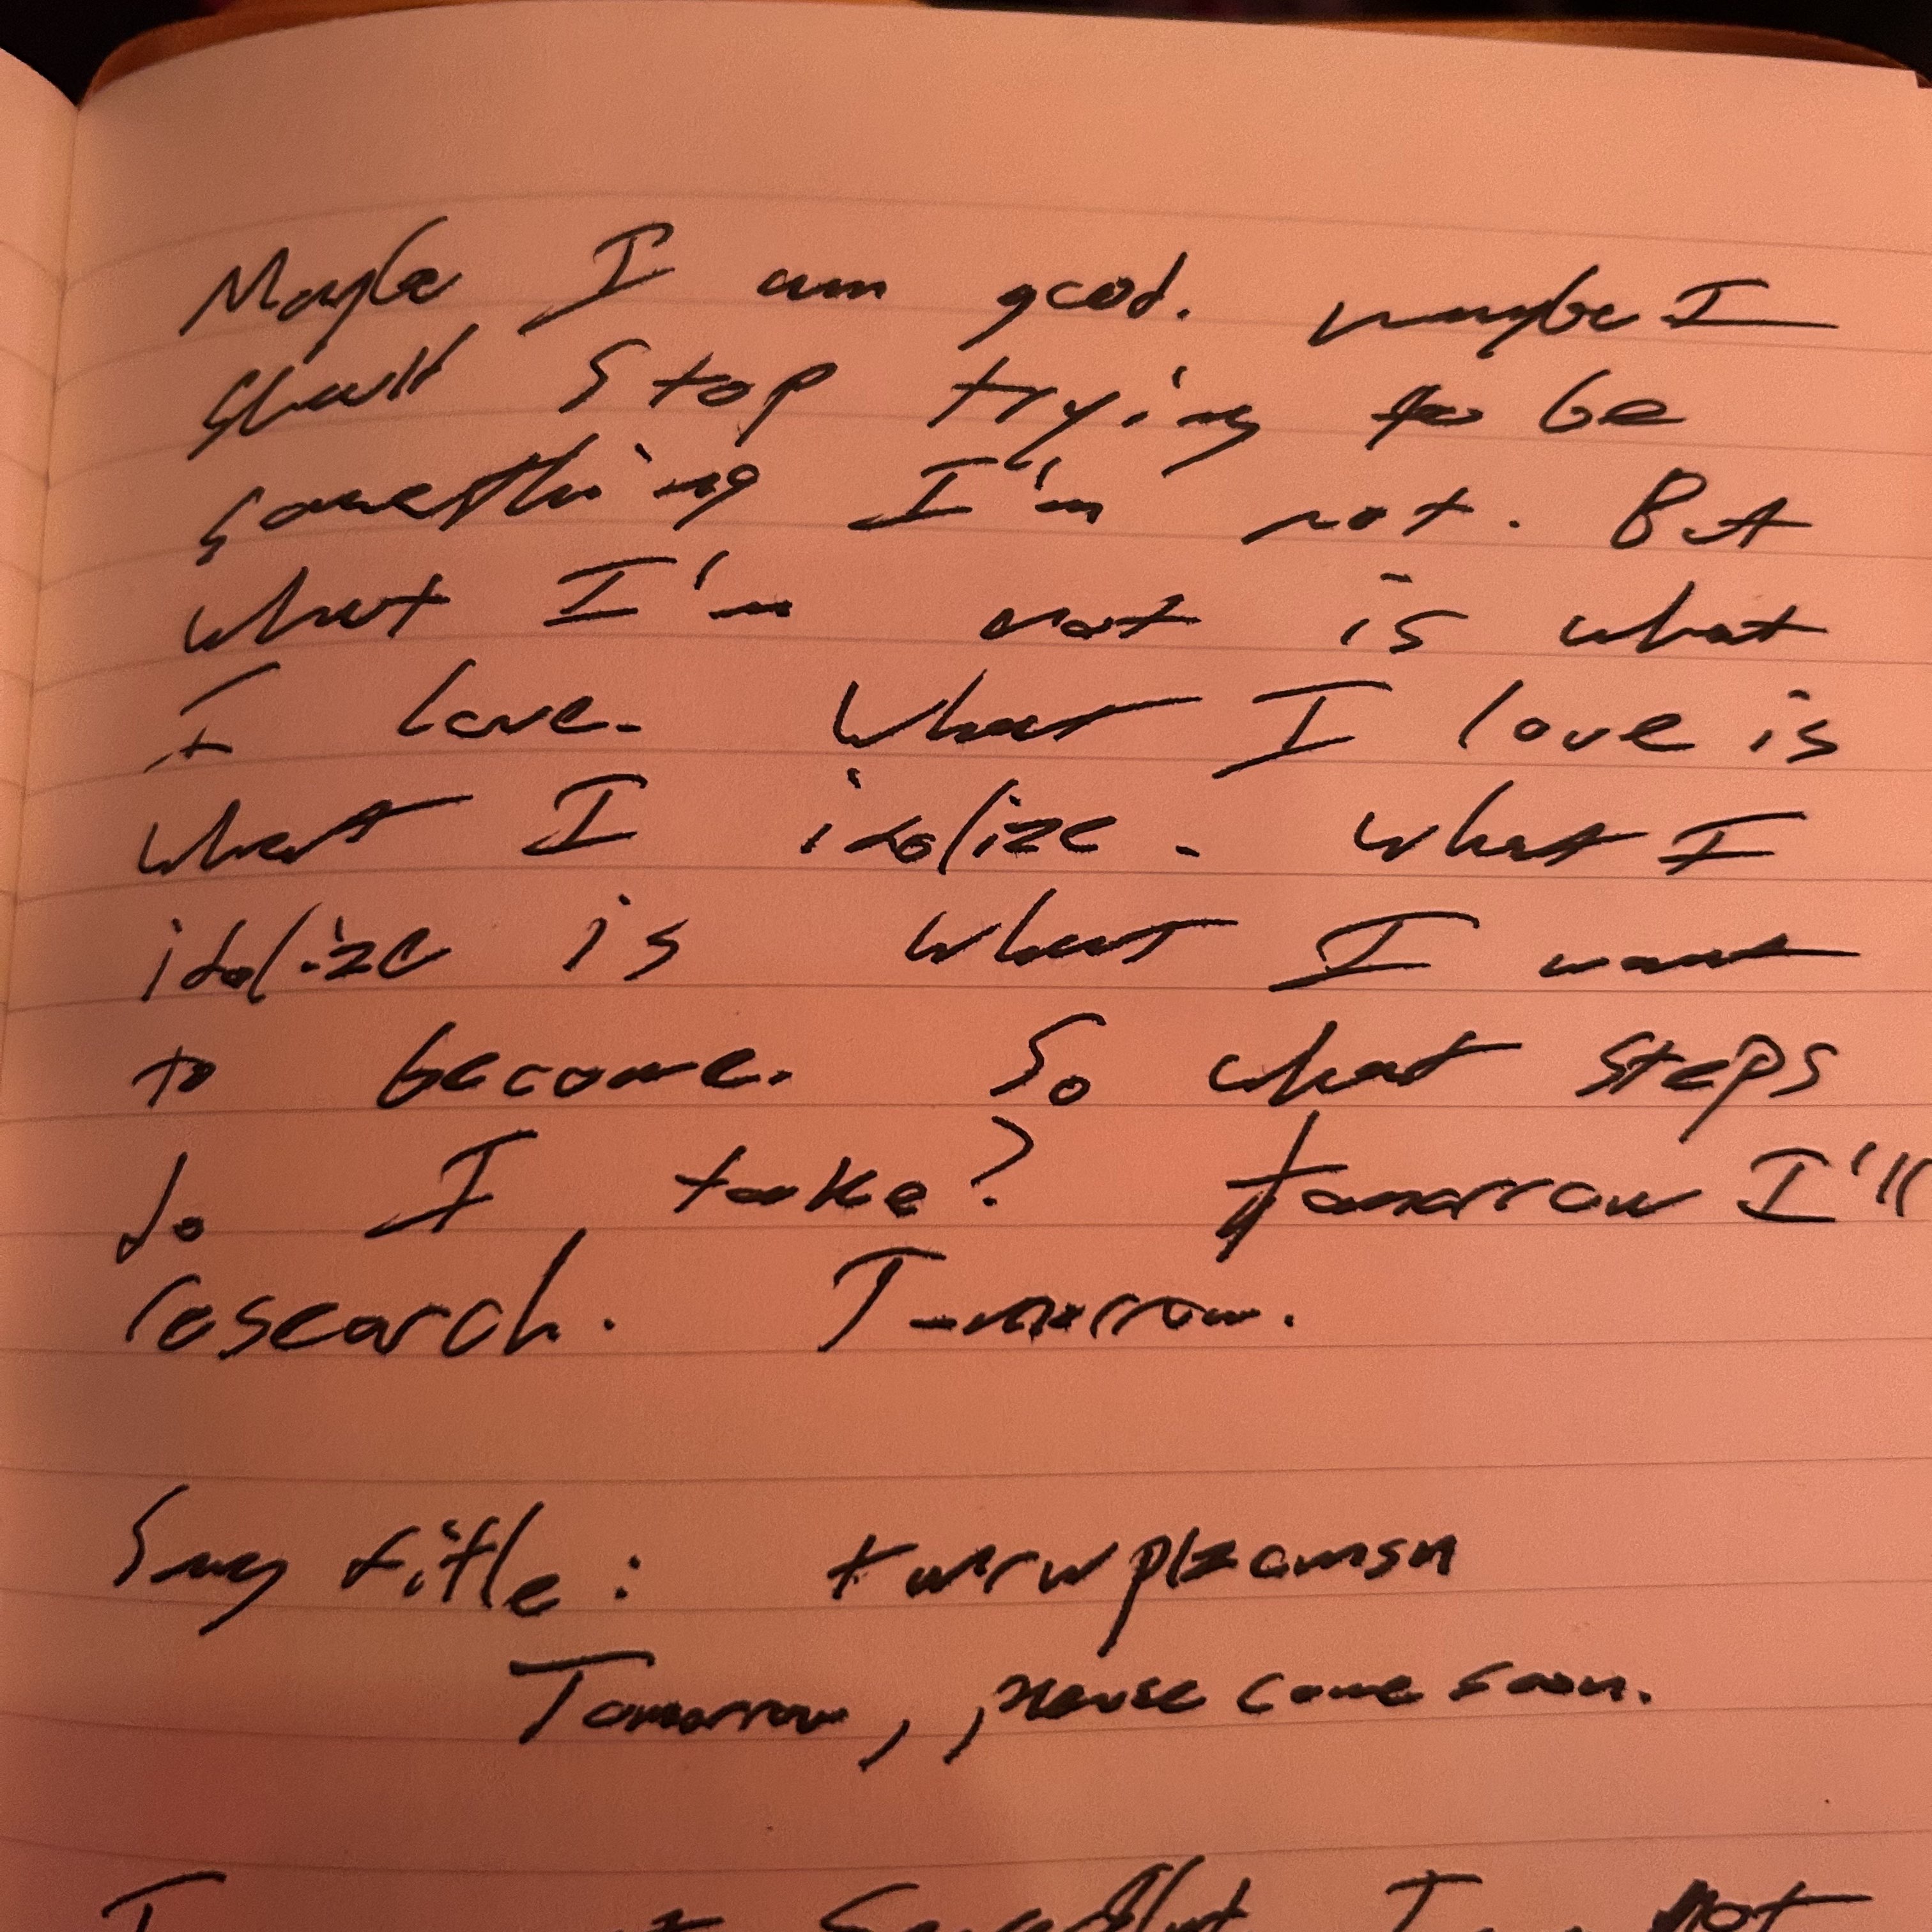 Maybe I am good. maybe I
should stop trying to be
something I'm not. But
what I'm not is what
I love. What I love is
what I idolize. What I
idolize is what I want
to become. So what steps
do I take? tomorrow I'll
research. Tomorrow.
Song title: tmrrwplzcmsn
Tomorrow, please come soon.
I not